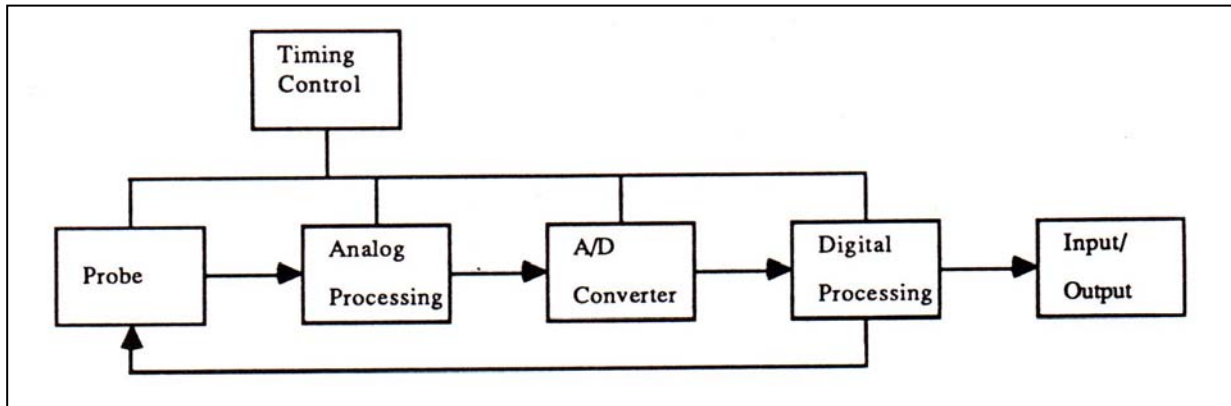 Timing
Control
Probe
Analog
Processing
A/D
Converter
Digital
Processing
Input/
Output